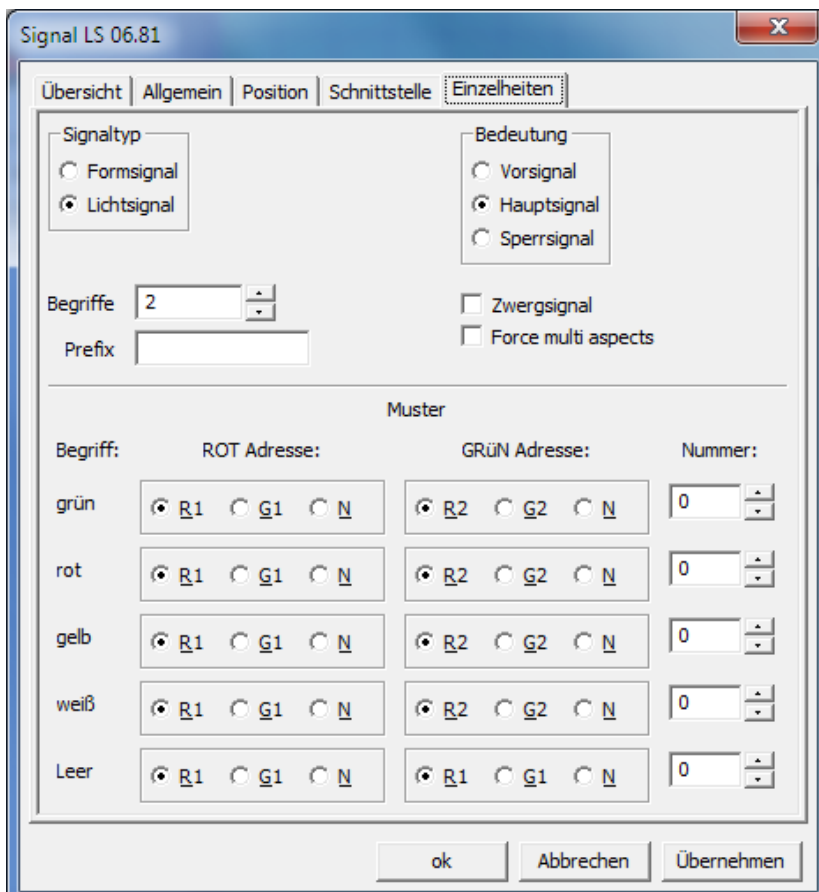 Signal LS 06.81
Übersicht Allgemein Position Schnittstelle Einzelheiten
Signaltyp Bedeutung
Formsignal Vorsignal
Lichtsignal Hauptsignal
Sperrsignal
Begriffe 2 Zwergsignal
Prefix Force multi aspects
Muster
Begriff: ROT Adresse: GRüN Adresse: Nummer:
grün R1 G1 N R2 G2 N 0
rot R1 G1 N R2 G2 N 0
gelb R1 G1 N R2 G2 N 0
weiß R1 G1 N R2 G2 N 0
Leer R1 G1 N R1 G1 N 0
ok Abbrechen Übernehmen